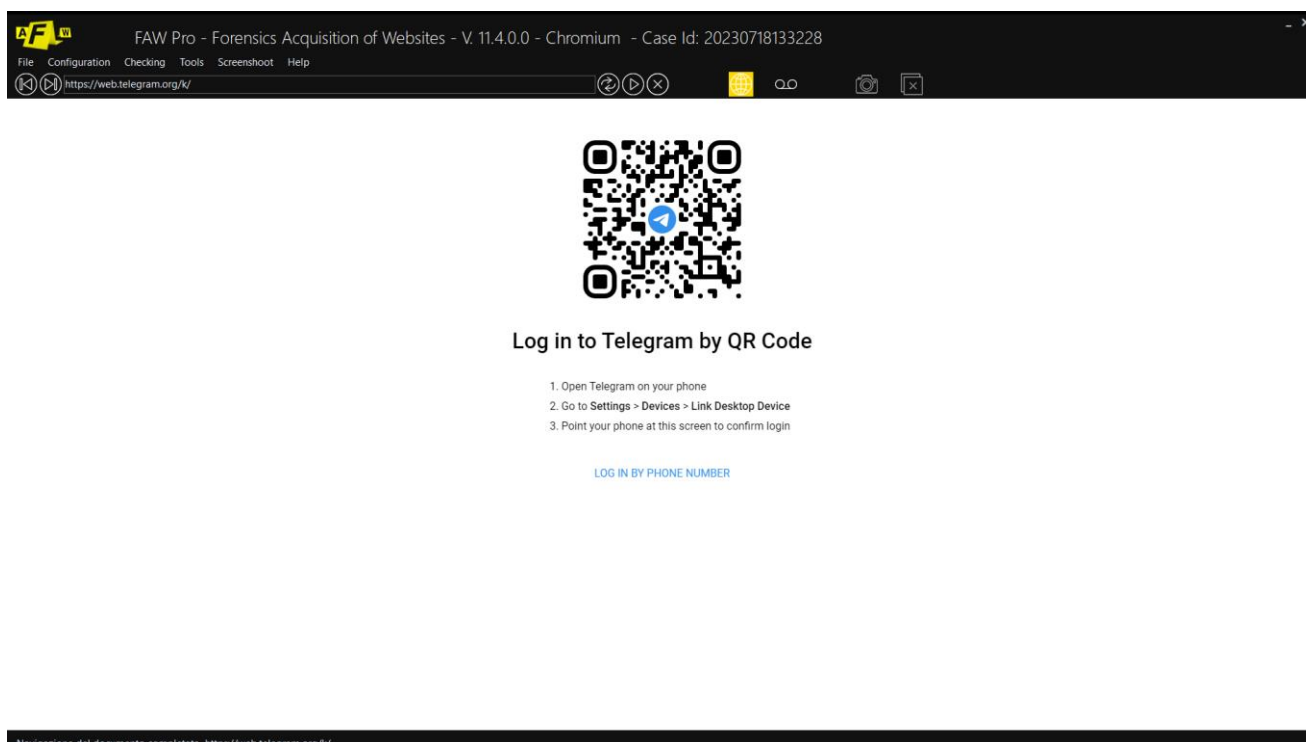 AFW
FAW Pro - Forensics Acquisition of Websites - V. 11.4.0.0 - Chromium - Case Id: 20230718133228
File Configuration Checking Tools Screenshoot Help
https://web.telegram.org/k/
Log in to Telegram by QR Code
1. Open Telegram on your phone
2. Go to Settings > Devices > Link Desktop Device
3. Point your phone at this screen to confirm login
LOG IN BY PHONE NUMBER